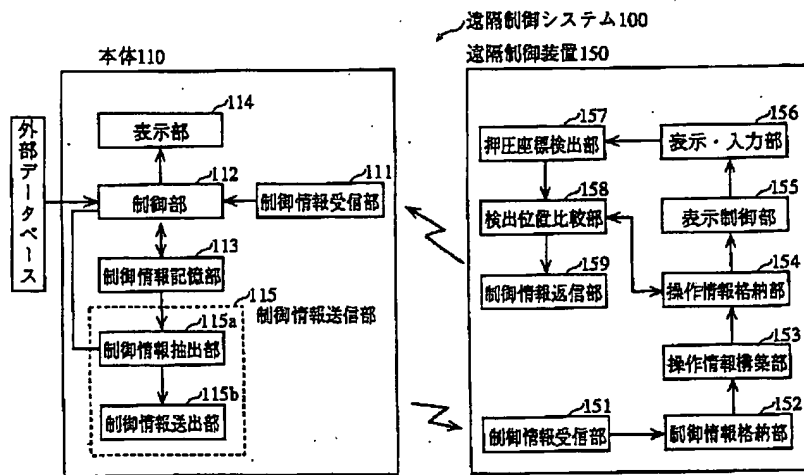 遠隔制御システム100
本体110
遠隔制御装置150
外部データベース
114
表示部
112
制御部
111
制御情報受信部
113
制御情報記憶部
115
制御情報送信部
115a
制御情報抽出部
115b
制御情報送出部
157
押圧座標検出部
156
表示・入力部
158
検出位置比較部
155
表示制御部
159
制御情報返信部
154
操作情報格納部
153
操作情報構築部
151
制御情報受信部
152
制御情報格納部